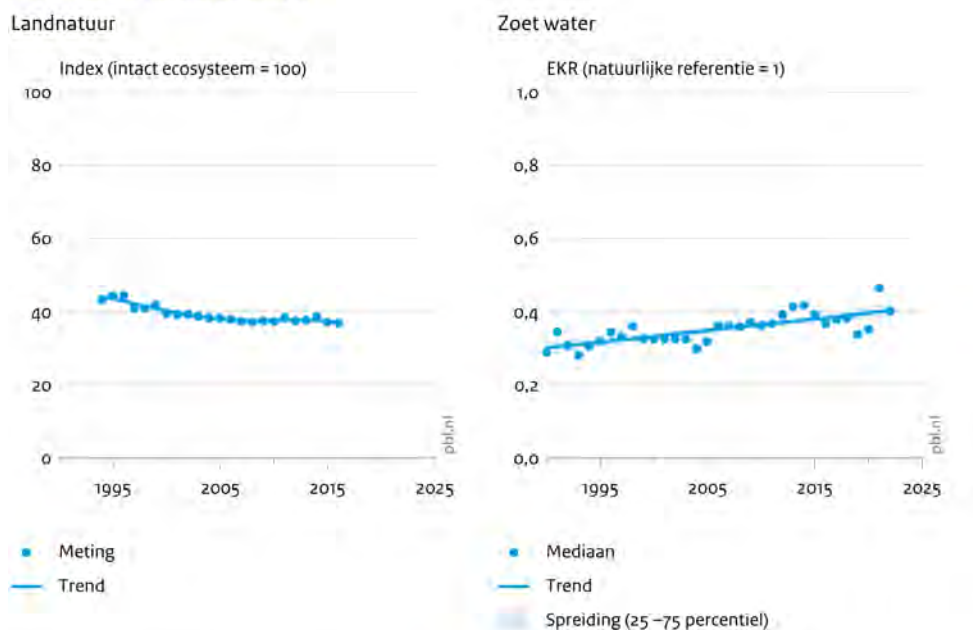 Landnatuur
Index (intact ecosysteem = 100)
100
80
60
40
20
0
1995 2005 2015 2025
pbl.nl
Meting
Trend
Zoet water
EKR (natuurlijke referentie = 1)
1,0
0,8
0,6
0,4
0,2
0,0
1995 2005 2015 2025
pbl.nl
Mediaan
Trend
Spreiding (25 –75 percentiel)